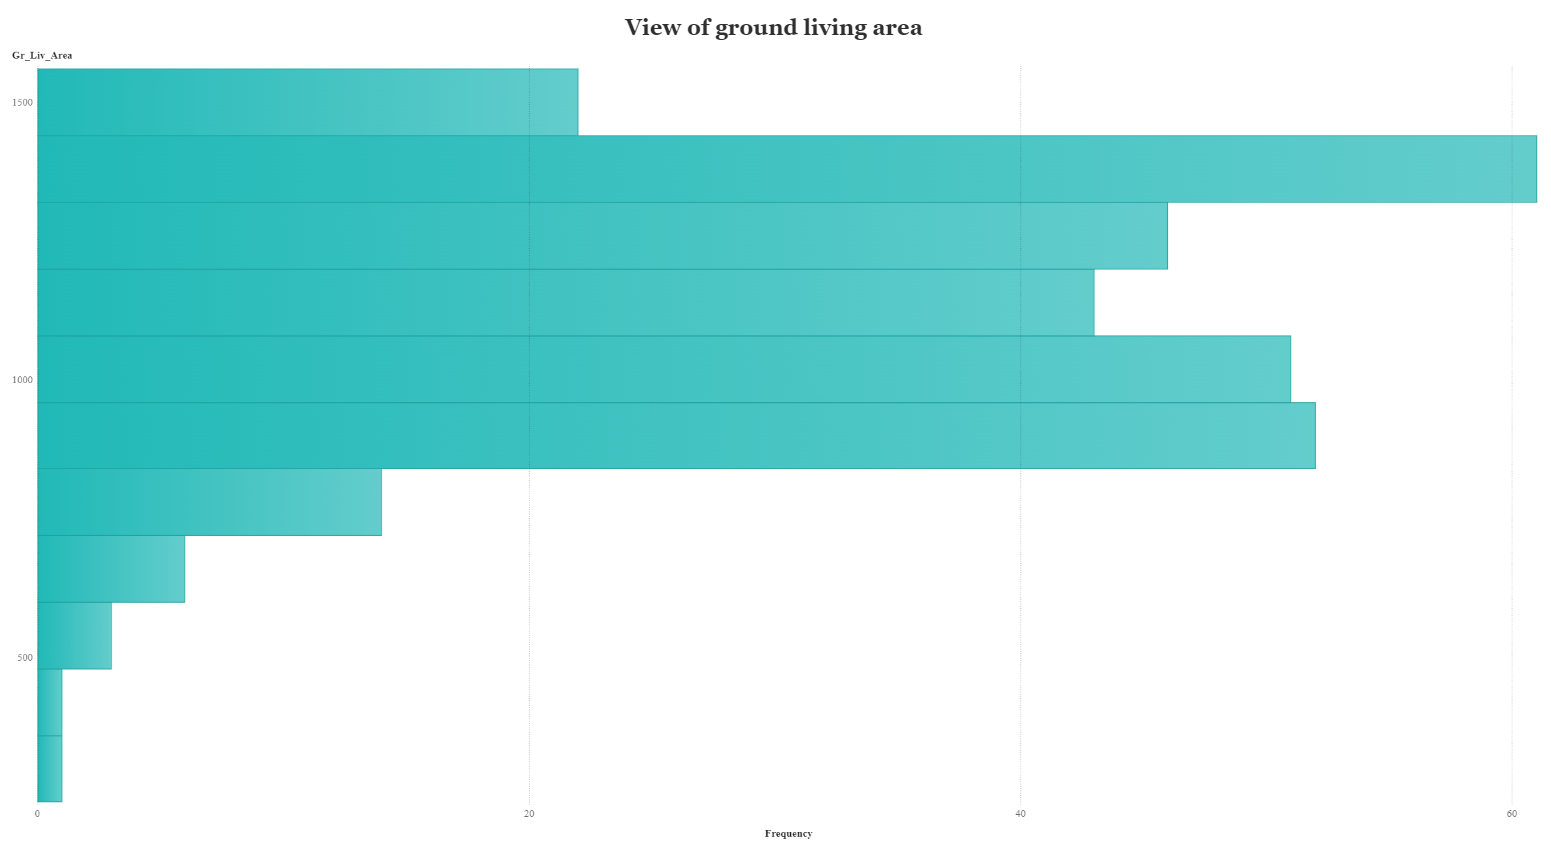 View of ground living area
Gr_Liv_Area
1500
1000
500
0 20 40 60
Frequency